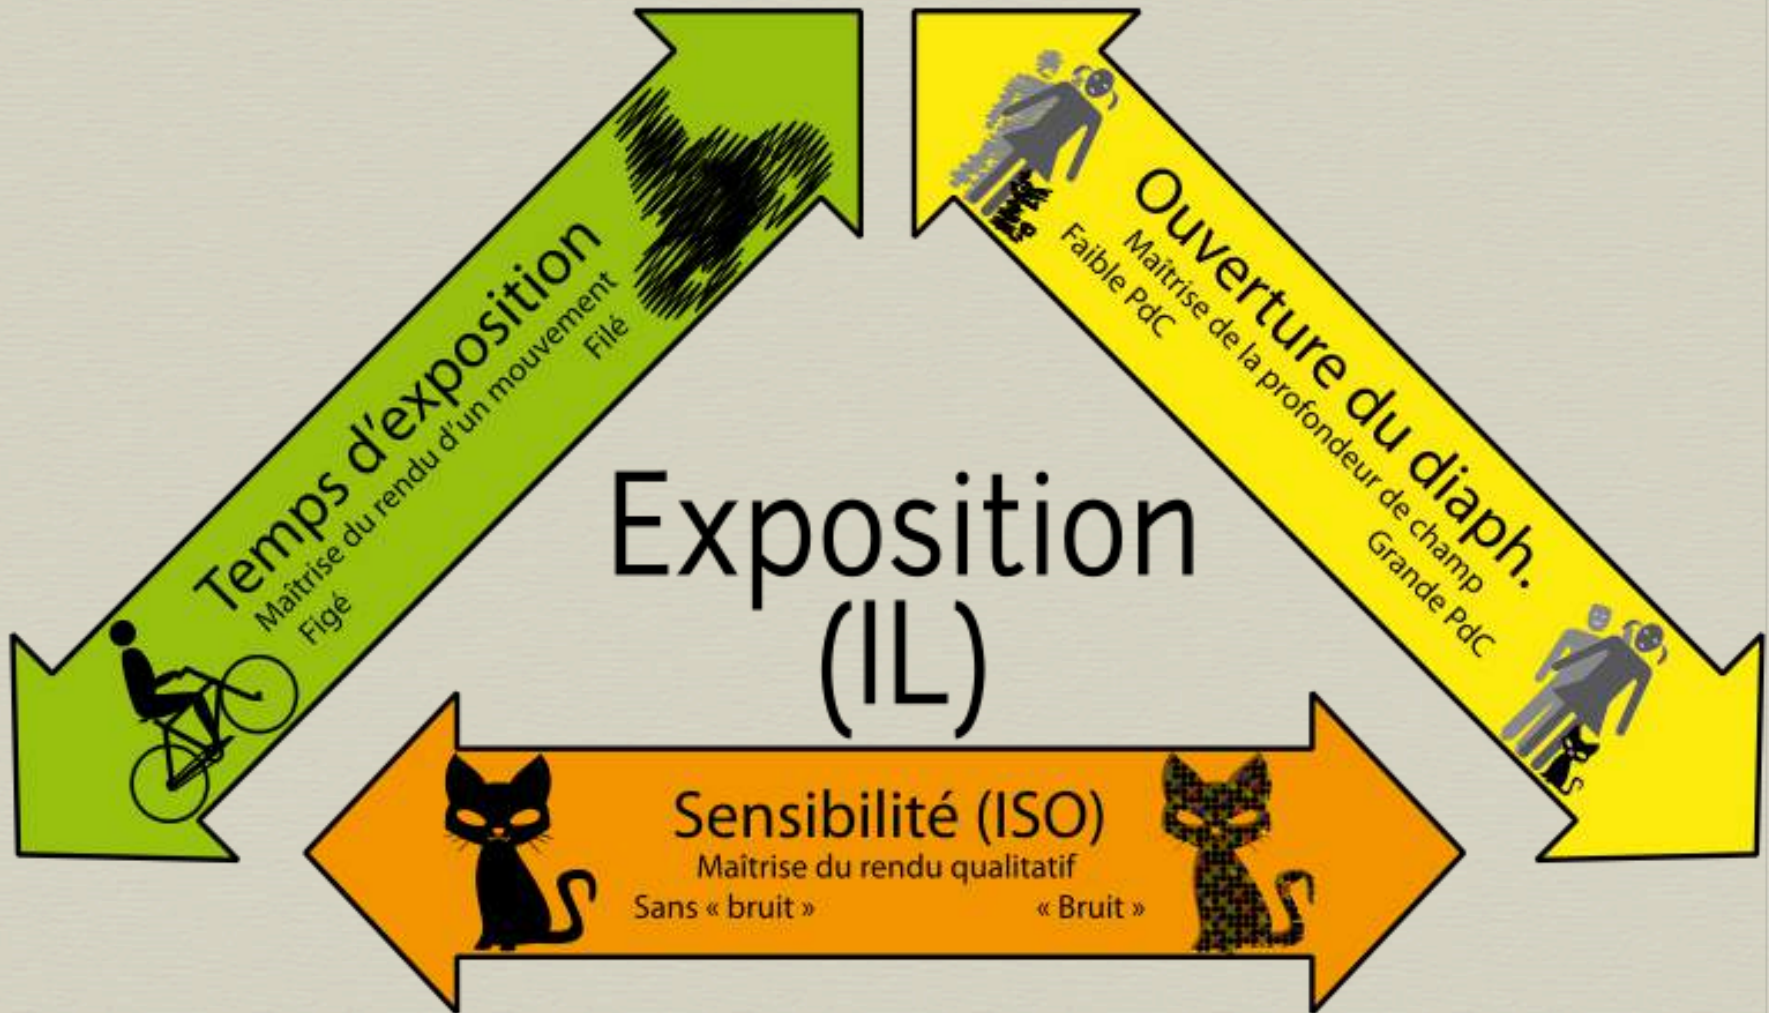 Temps d'exposition
Maîtrise du rendu d'un mouvement
Figé
Filé
Ouverture du diaph.
Maîtrise de la profondeur de champ
Faible PdC
Grande PdC
Exposition
(IL)
Sensibilité (ISO)
Maîtrise du rendu qualitatif
Sans « bruit » « Bruit »